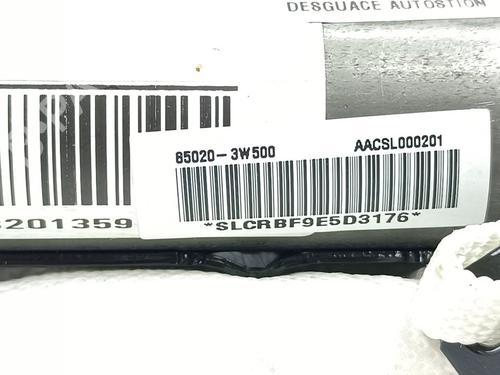 DESGUACE AUTOSTION
85020-3W500
AACSL000201
201359
*SLCRBF9E5D3176*